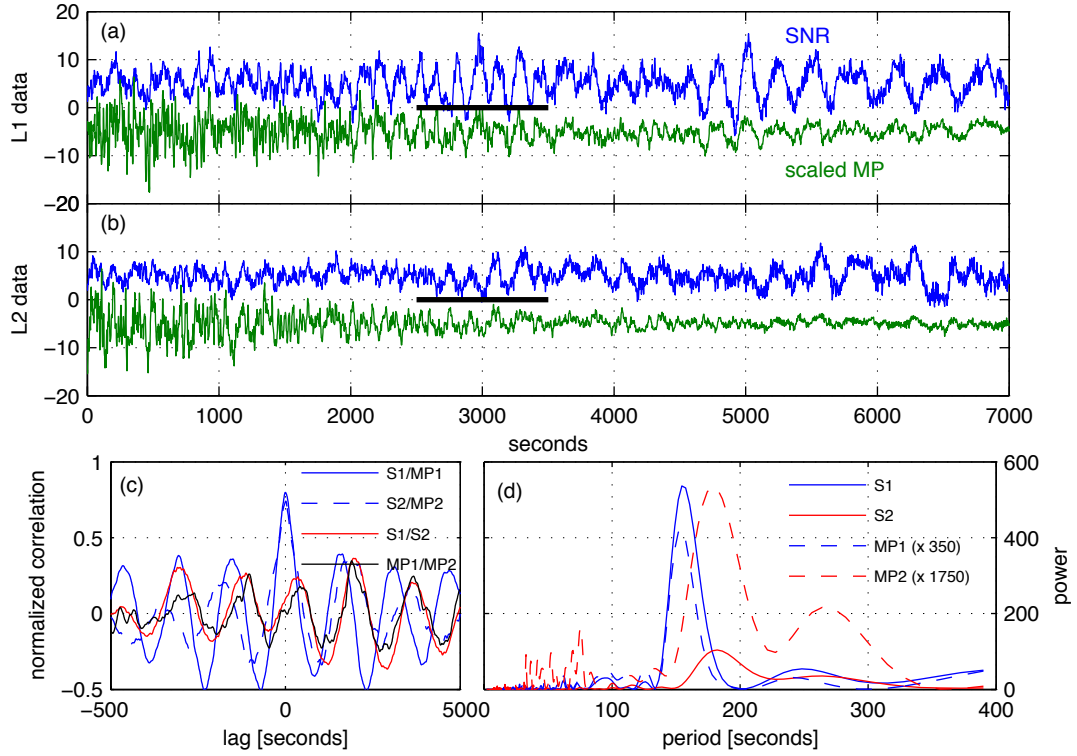 (a)
SNR
scaled MP
L1 data
20
10
0
−10
−20
20
(b)
L2 data
10
0
−10
−20
0 1000 2000 3000 4000 5000 6000 7000
seconds
(c)
S1/MP1
S2/MP2
S1/S2
MP1/MP2
normalized correlation
1
0.5
0
−0.5
−500 0 500
lag [seconds]
(d)
S1
S2
MP1 (x 350)
MP2 (x 1750)
600
400
200
0
power
0 100 200 300 400
period [seconds]